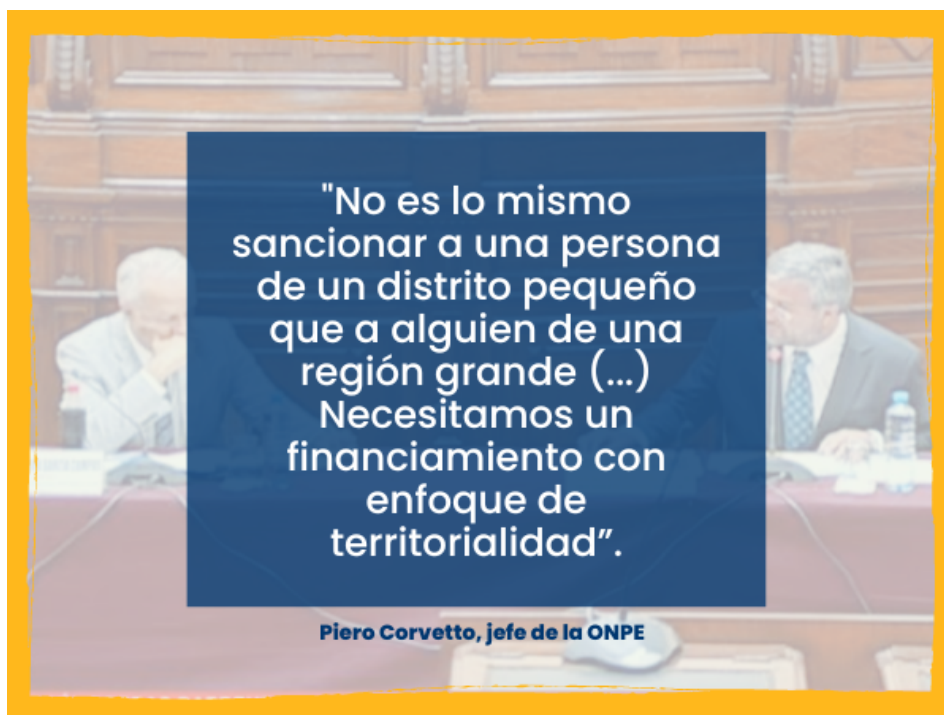 "No es lo mismo
sancionar a una persona
de un distrito pequeño
que a alguien de una
región grande (...)
Necesitamos un
financiamiento con
enfoque de
territorialidad”.
Piero Corvetto, jefe de la ONPE